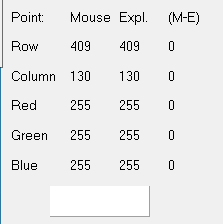 Point: Mouse Expl. (M-E)
Row 409 409 0
Column 130 130 0
Red 255 255 0
Green 255 255 0
Blue 255 255 0